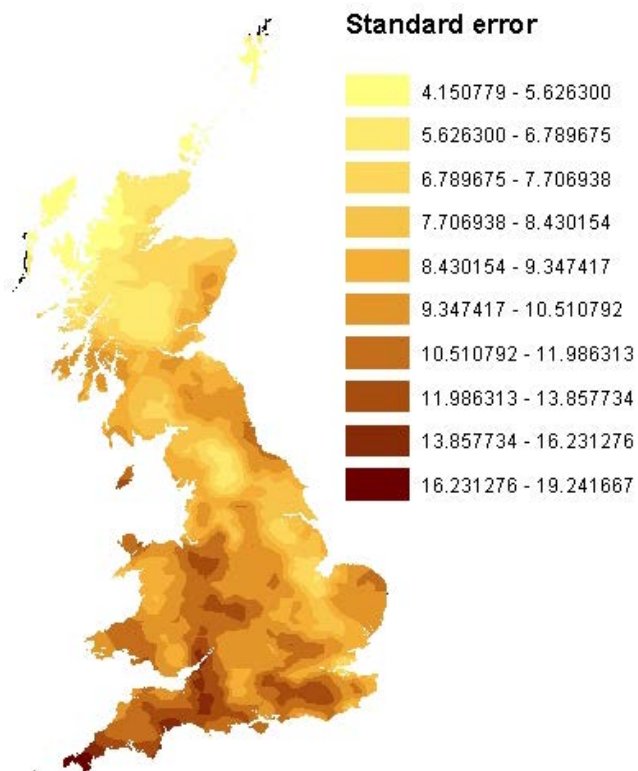 Standard error
4.150779 - 5.626300
5.626300 - 6.789675
6.789675 - 7.706938
7.706938 - 8.430154
8.430154 - 9.347417
9.347417 - 10.510792
10.510792 - 11.986313
11.986313 - 13.857734
13.857734 - 16.231276
16.231276 - 19.241667